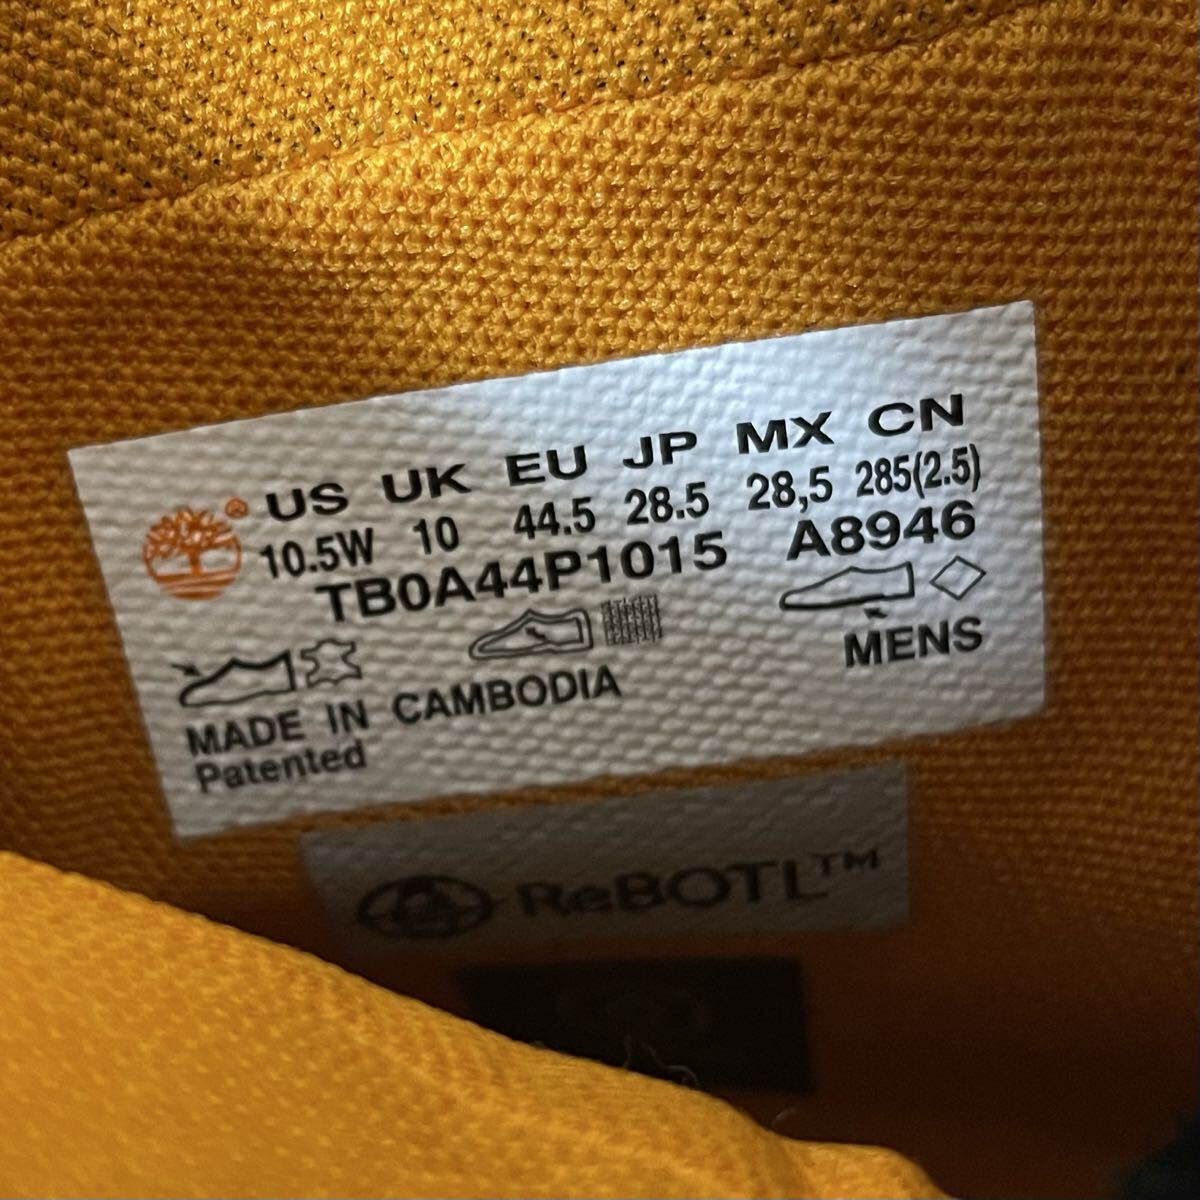 ® US UK EU JP MX CN
10.5W 10 44.5 28.5 28,5 285(2.5)
TB0A44P1015 A8946
MENS
MADE IN CAMBODIA
Patented
ReBOTL™